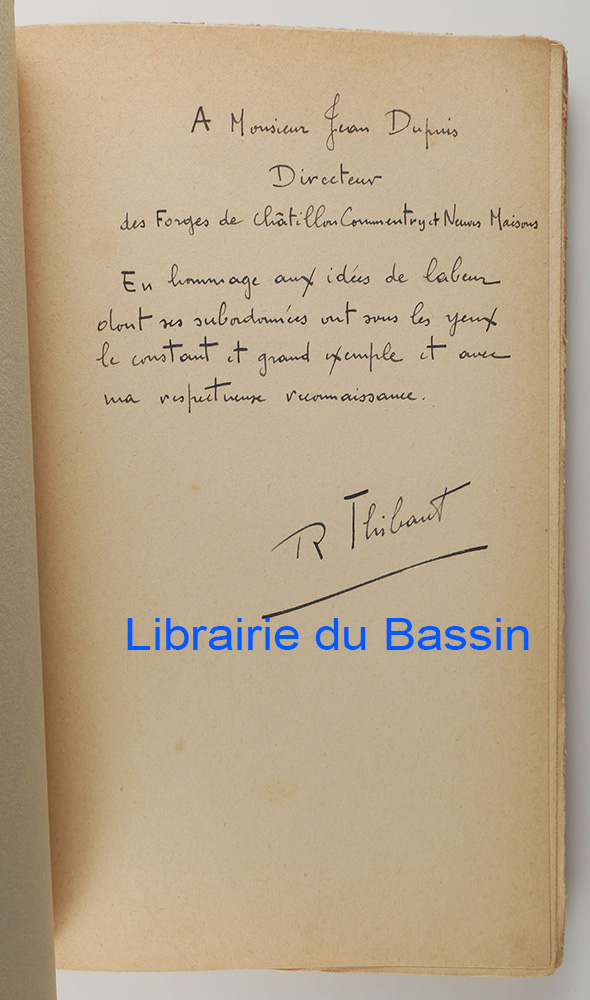 A Monsieur Jean Dupuis
Directeur
des Forges de Châtillon Commentry et Neuves Maisons
En hommage aux idées de labeur
dont ses subordonnées ont sous les yeux
le constant et grand exemple et avec
ma respectueuse reconnaissance.
R Thibaut
Librairie du Bassin